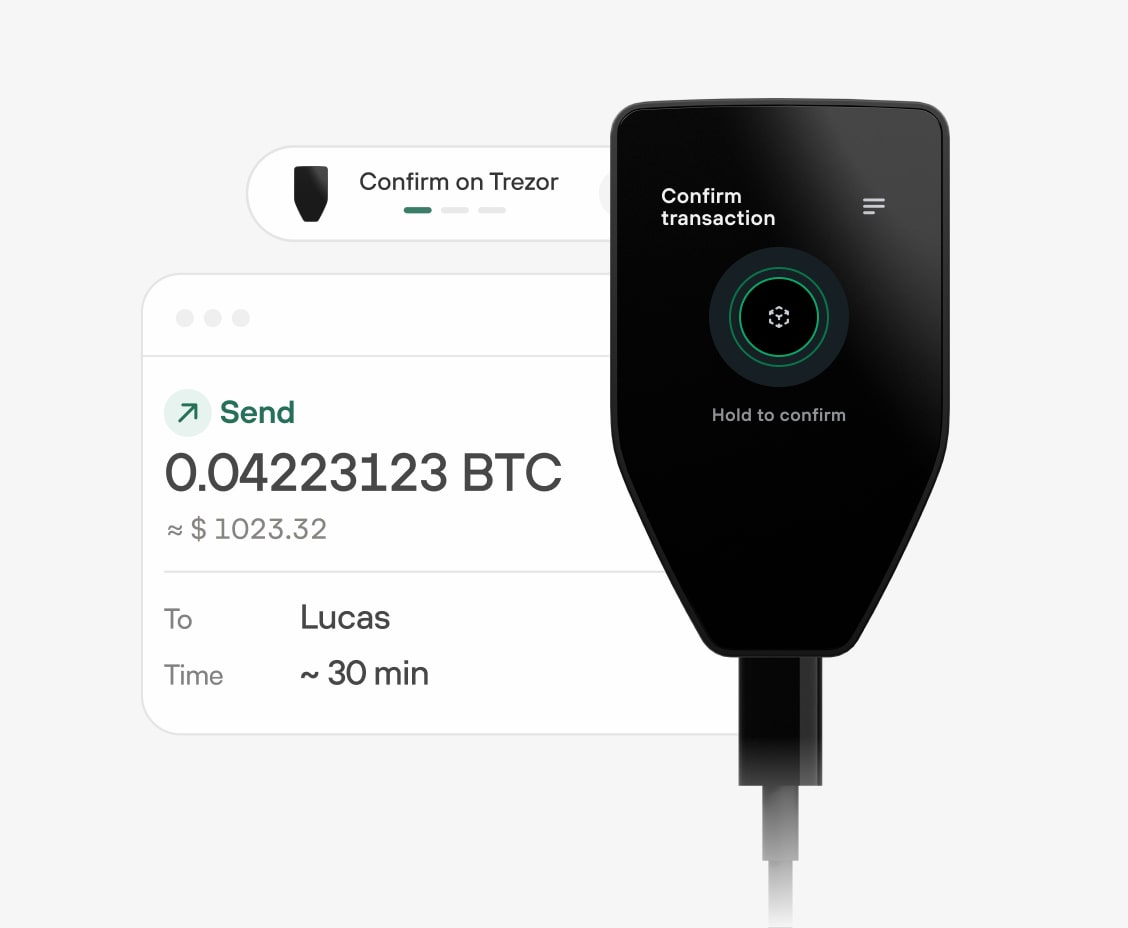 Confirm on Trezor
Send
0.04223123 BTC
≈ $ 1023.32
To Lucas
Time ~ 30 min
Confirm
transaction
Hold to confirm